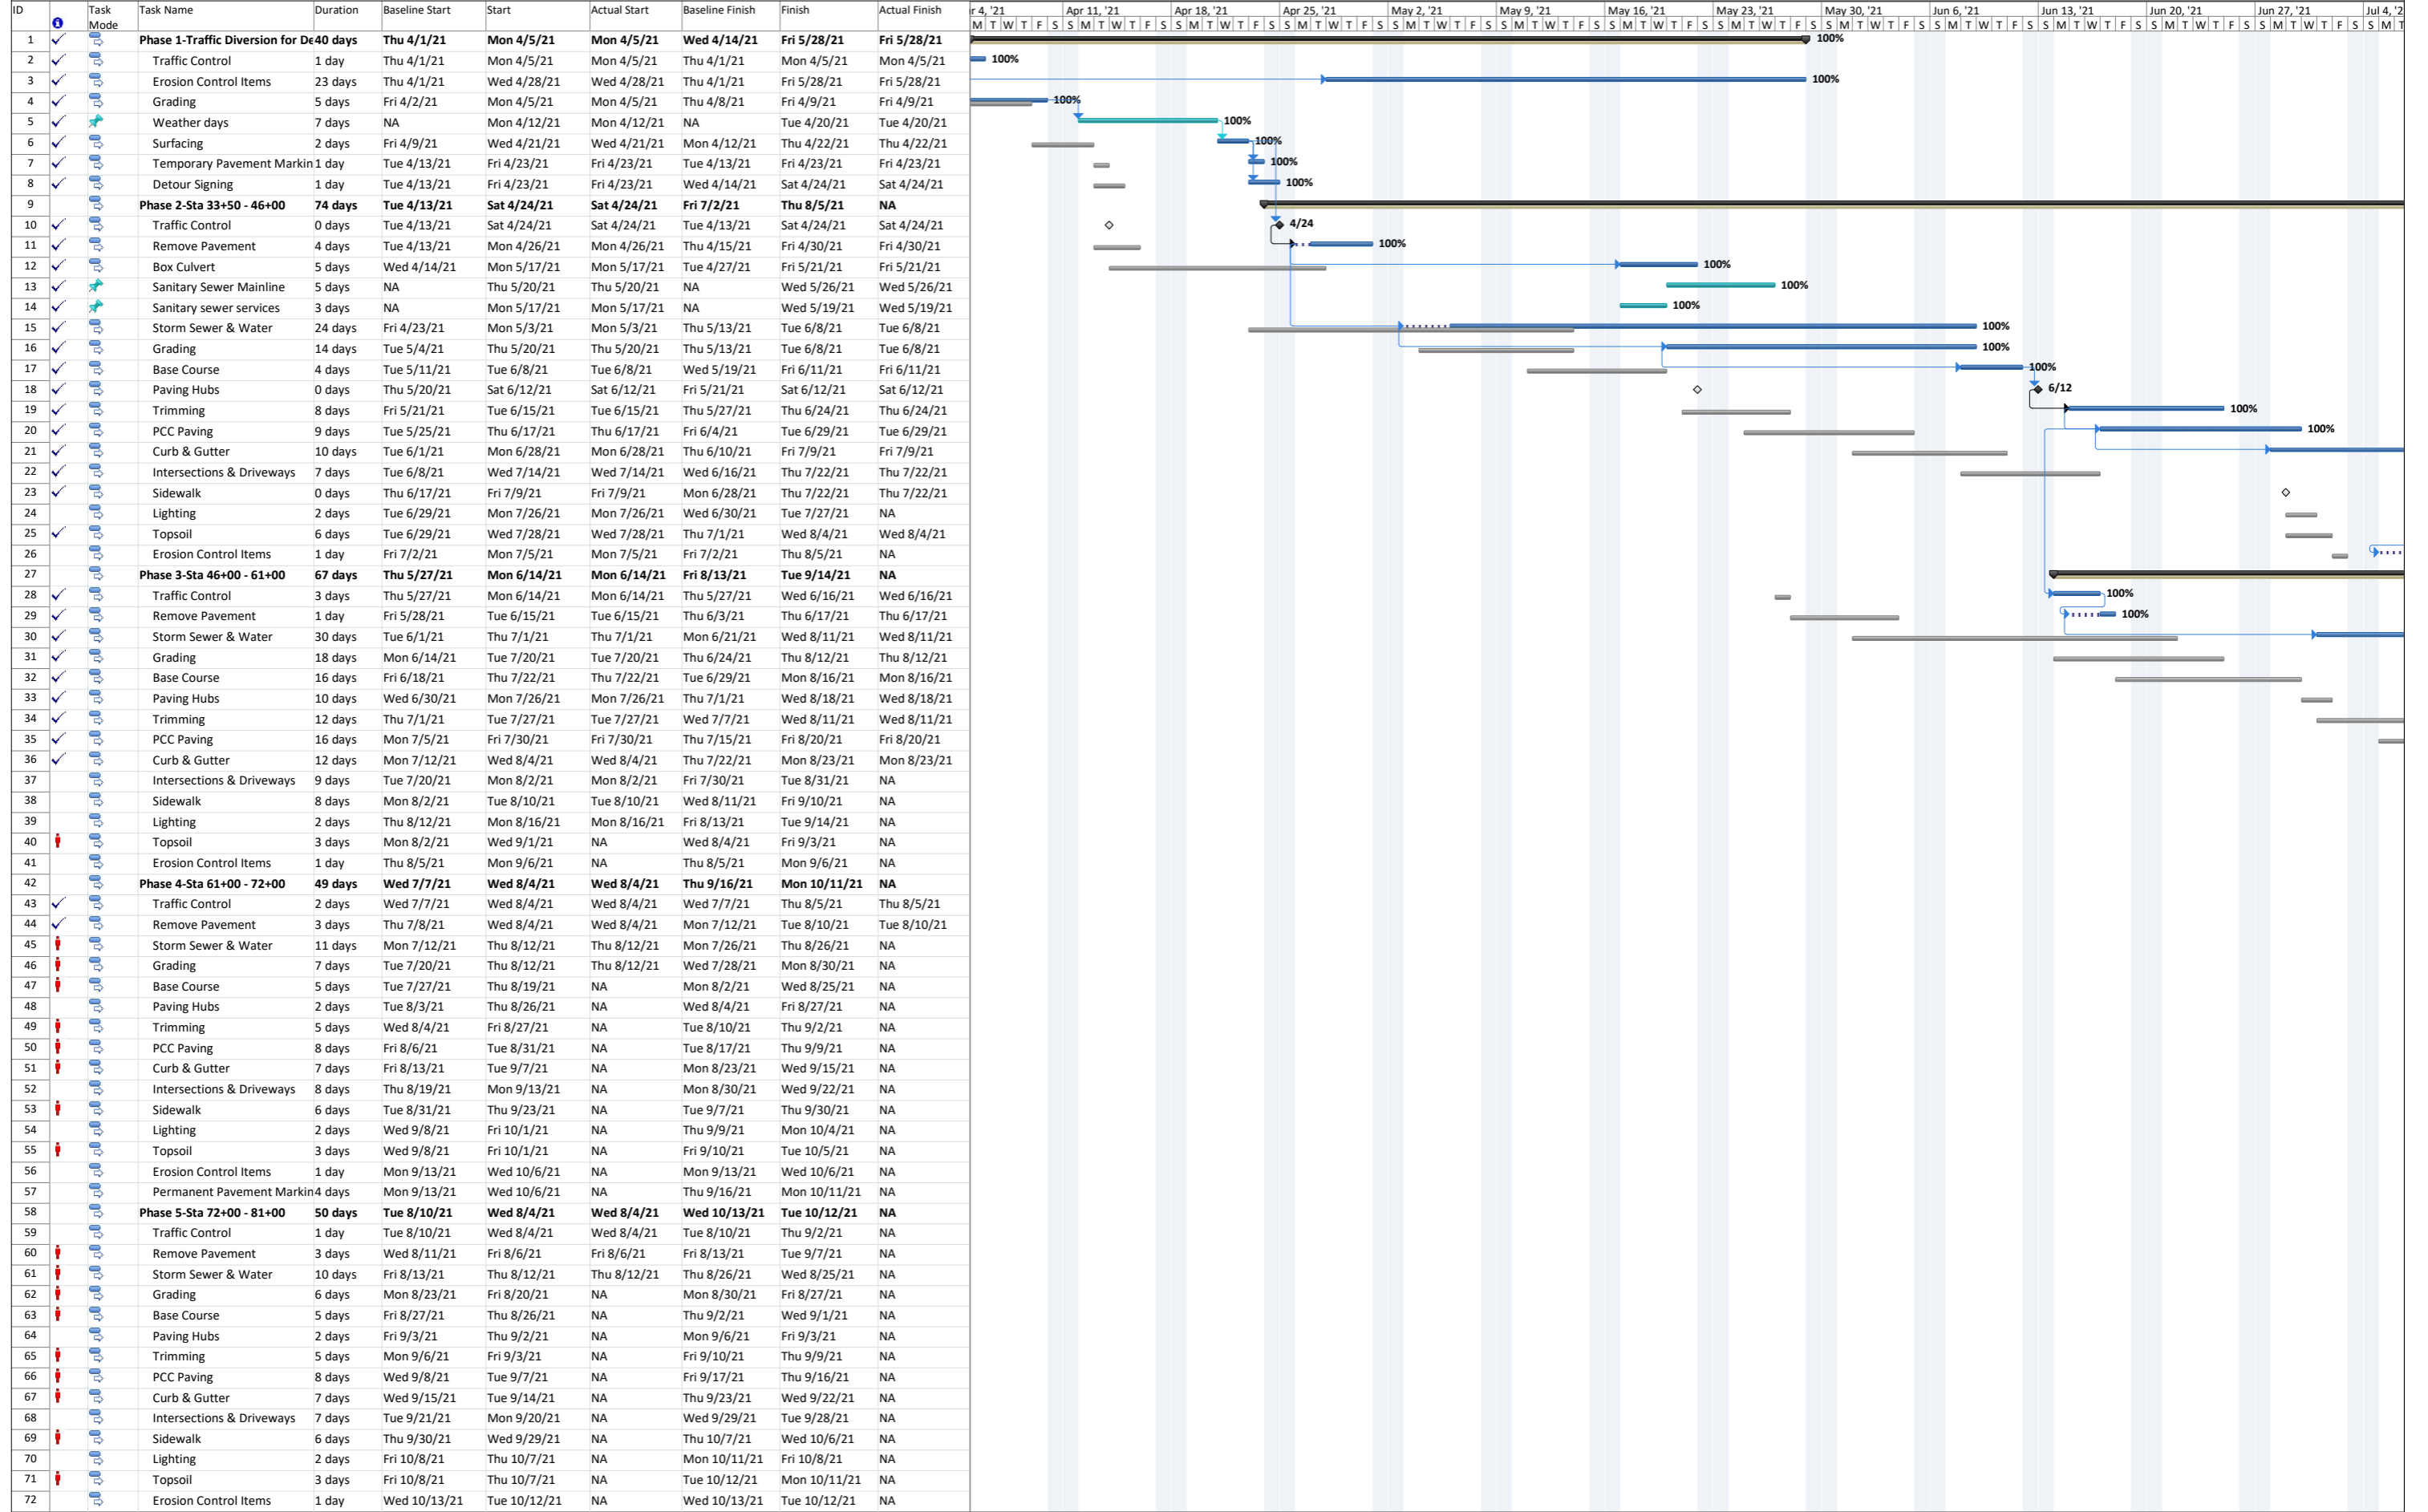 ID Task Mode Task Name Duration Baseline Start Start Actual Start Baseline Finish Finish Actual Finish r 4, '21 Apr 11, '21 Apr 18, '21 Apr 25, '21 May 2, '21 May 9, '21 May 16, '21 May 23, '21 May 30, '21 Jun 6, '21 Jun 13, '21 Jun 20, '21 Jun 27, '21 Jul 4, '2
M T W T F S S M T W T F S S M T W T F S S M T W T F S S M T W T F S S M T W T F S S M T W T F S S M T W T F S S M T W T F S S M T W T F S S M T W T F S S M T W T F S S M T W T F S S M T W T F S S M T
1 Phase 1-Traffic Diversion for De 40 days Thu 4/1/21 Mon 4/5/21 Mon 4/5/21 Wed 4/14/21 Fri 5/28/21 Fri 5/28/21 100%
2 Traffic Control 1 day Thu 4/1/21 Mon 4/5/21 Mon 4/5/21 Thu 4/1/21 Mon 4/5/21 Mon 4/5/21 100%
3 Erosion Control Items 23 days Thu 4/1/21 Wed 4/28/21 Wed 4/28/21 Thu 4/1/21 Fri 5/28/21 Fri 5/28/21 100%
4 Grading 5 days Fri 4/2/21 Mon 4/5/21 Mon 4/5/21 Thu 4/8/21 Fri 4/9/21 Fri 4/9/21 100%
5 Weather days 7 days NA Mon 4/12/21 Mon 4/12/21 NA Tue 4/20/21 Tue 4/20/21 100%
6 Surfacing 2 days Fri 4/9/21 Wed 4/21/21 Wed 4/21/21 Mon 4/12/21 Thu 4/22/21 Thu 4/22/21 100%
7 Temporary Pavement Markin 1 day Tue 4/13/21 Fri 4/23/21 Fri 4/23/21 Tue 4/13/21 Fri 4/23/21 Fri 4/23/21 100%
8 Detour Signing 1 day Tue 4/13/21 Fri 4/23/21 Fri 4/23/21 Wed 4/14/21 Sat 4/24/21 Sat 4/24/21 100%
9 Phase 2-Sta 33+50 - 46+00 74 days Tue 4/13/21 Sat 4/24/21 Sat 4/24/21 Fri 7/2/21 Thu 8/5/21 NA
10 Traffic Control 0 days Tue 4/13/21 Sat 4/24/21 Sat 4/24/21 Tue 4/13/21 Sat 4/24/21 Sat 4/24/21 4/24
11 Remove Pavement 4 days Tue 4/13/21 Mon 4/26/21 Mon 4/26/21 Thu 4/15/21 Fri 4/30/21 Fri 4/30/21 100%
12 Box Culvert 5 days Wed 4/14/21 Mon 5/17/21 Mon 5/17/21 Tue 4/27/21 Fri 5/21/21 Fri 5/21/21 100%
13 Sanitary Sewer Mainline 5 days NA Thu 5/20/21 Thu 5/20/21 NA Wed 5/26/21 Wed 5/26/21 100%
14 Sanitary sewer services 3 days NA Mon 5/17/21 Mon 5/17/21 NA Wed 5/19/21 Wed 5/19/21 100%
15 Storm Sewer & Water 24 days Fri 4/23/21 Mon 5/3/21 Mon 5/3/21 Thu 5/13/21 Tue 6/8/21 Tue 6/8/21 100%
16 Grading 14 days Tue 5/4/21 Thu 5/20/21 Thu 5/20/21 Thu 5/13/21 Tue 6/8/21 Tue 6/8/21 100%
17 Base Course 4 days Tue 5/11/21 Tue 6/8/21 Tue 6/8/21 Wed 5/19/21 Fri 6/11/21 Fri 6/11/21 100%
18 Paving Hubs 0 days Thu 5/20/21 Sat 6/12/21 Sat 6/12/21 Fri 5/21/21 Sat 6/12/21 Sat 6/12/21 6/12
19 Trimming 8 days Fri 5/21/21 Tue 6/15/21 Tue 6/15/21 Thu 5/27/21 Thu 6/24/21 Thu 6/24/21 100%
20 PCC Paving 9 days Tue 5/25/21 Thu 6/17/21 Thu 6/17/21 Fri 6/4/21 Tue 6/29/21 Tue 6/29/21 100%
21 Curb & Gutter 10 days Tue 6/1/21 Mon 6/28/21 Mon 6/28/21 Thu 6/10/21 Fri 7/9/21 Fri 7/9/21
22 Intersections & Driveways 7 days Tue 6/8/21 Wed 7/14/21 Wed 7/14/21 Wed 6/16/21 Thu 7/22/21 Thu 7/22/21
23 Sidewalk 0 days Thu 6/17/21 Fri 7/9/21 Fri 7/9/21 Mon 6/28/21 Thu 7/22/21 Thu 7/22/21
24 Lighting 2 days Tue 6/29/21 Mon 7/26/21 Mon 7/26/21 Wed 6/30/21 Tue 7/27/21 NA
25 Topsoil 6 days Tue 6/29/21 Wed 7/28/21 Wed 7/28/21 Thu 7/1/21 Wed 8/4/21 Wed 8/4/21
26 Erosion Control Items 1 day Fri 7/2/21 Mon 7/5/21 Mon 7/5/21 Fri 7/2/21 Thu 8/5/21 NA
27 Phase 3-Sta 46+00 - 61+00 67 days Thu 5/27/21 Mon 6/14/21 Mon 6/14/21 Fri 8/13/21 Tue 9/14/21 NA
28 Traffic Control 3 days Thu 5/27/21 Mon 6/14/21 Mon 6/14/21 Thu 5/27/21 Wed 6/16/21 Wed 6/16/21 100%
29 Remove Pavement 1 day Fri 5/28/21 Tue 6/15/21 Tue 6/15/21 Thu 6/3/21 Thu 6/17/21 Thu 6/17/21 100%
30 Storm Sewer & Water 30 days Tue 6/1/21 Thu 7/1/21 Thu 7/1/21 Mon 6/21/21 Wed 8/11/21 Wed 8/11/21
31 Grading 18 days Mon 6/14/21 Tue 7/20/21 Tue 7/20/21 Thu 6/24/21 Thu 8/12/21 Thu 8/12/21
32 Base Course 16 days Fri 6/18/21 Thu 7/22/21 Thu 7/22/21 Tue 6/29/21 Mon 8/16/21 Mon 8/16/21
33 Paving Hubs 10 days Wed 6/30/21 Mon 7/26/21 Mon 7/26/21 Thu 7/1/21 Wed 8/18/21 Wed 8/18/21
34 Trimming 12 days Thu 7/1/21 Tue 7/27/21 Tue 7/27/21 Wed 7/7/21 Wed 8/11/21 Wed 8/11/21
35 PCC Paving 16 days Mon 7/5/21 Fri 7/30/21 Fri 7/30/21 Thu 7/15/21 Fri 8/20/21 Fri 8/20/21
36 Curb & Gutter 12 days Mon 7/12/21 Wed 8/4/21 Wed 8/4/21 Thu 7/22/21 Mon 8/23/21 Mon 8/23/21
37 Intersections & Driveways 9 days Tue 7/20/21 Mon 8/2/21 Mon 8/2/21 Fri 7/30/21 Tue 8/31/21 NA
38 Sidewalk 8 days Mon 8/2/21 Tue 8/10/21 Tue 8/10/21 Wed 8/11/21 Fri 9/10/21 NA
39 Lighting 2 days Thu 8/12/21 Mon 8/16/21 Mon 8/16/21 Fri 8/13/21 Tue 9/14/21 NA
40 Topsoil 3 days Mon 8/2/21 Wed 9/1/21 NA Wed 8/4/21 Fri 9/3/21 NA
41 Erosion Control Items 1 day Thu 8/5/21 Mon 9/6/21 NA Thu 8/5/21 Mon 9/6/21 NA
42 Phase 4-Sta 61+00 - 72+00 49 days Wed 7/7/21 Wed 8/4/21 Wed 8/4/21 Thu 9/16/21 Mon 10/11/21 NA
43 Traffic Control 2 days Wed 7/7/21 Wed 8/4/21 Wed 8/4/21 Wed 7/7/21 Thu 8/5/21 Thu 8/5/21
44 Remove Pavement 3 days Thu 7/8/21 Wed 8/4/21 Wed 8/4/21 Mon 7/12/21 Tue 8/10/21 Tue 8/10/21
45 Storm Sewer & Water 11 days Mon 7/12/21 Thu 8/12/21 Thu 8/12/21 Mon 7/26/21 Thu 8/26/21 NA
46 Grading 7 days Tue 7/20/21 Thu 8/12/21 Thu 8/12/21 Wed 7/28/21 Mon 8/30/21 NA
47 Base Course 5 days Tue 7/27/21 Thu 8/19/21 NA Mon 8/2/21 Wed 8/25/21 NA
48 Paving Hubs 2 days Tue 8/3/21 Thu 8/26/21 NA Wed 8/4/21 Fri 8/27/21 NA
49 Trimming 5 days Wed 8/4/21 Fri 8/27/21 NA Tue 8/10/21 Thu 9/2/21 NA
50 PCC Paving 8 days Fri 8/6/21 Tue 8/31/21 NA Tue 8/17/21 Thu 9/9/21 NA
51 Curb & Gutter 7 days Fri 8/13/21 Tue 9/7/21 NA Mon 8/23/21 Wed 9/15/21 NA
52 Intersections & Driveways 8 days Thu 8/19/21 Mon 9/13/21 NA Mon 8/30/21 Wed 9/22/21 NA
53 Sidewalk 6 days Tue 8/31/21 Thu 9/23/21 NA Tue 9/7/21 Thu 9/30/21 NA
54 Lighting 2 days Wed 9/8/21 Fri 10/1/21 NA Thu 9/9/21 Mon 10/4/21 NA
55 Topsoil 3 days Wed 9/8/21 Fri 10/1/21 NA Fri 9/10/21 Tue 10/5/21 NA
56 Erosion Control Items 1 day Mon 9/13/21 Wed 10/6/21 NA Mon 9/13/21 Wed 10/6/21 NA
57 Permanent Pavement Markin 4 days Mon 9/13/21 Wed 10/6/21 NA Thu 9/16/21 Mon 10/11/21 NA
58 Phase 5-Sta 72+00 - 81+00 50 days Tue 8/10/21 Wed 8/4/21 Wed 8/4/21 Wed 10/13/21 Tue 10/12/21 NA
59 Traffic Control 1 day Tue 8/10/21 Wed 8/4/21 Wed 8/4/21 Tue 8/10/21 Thu 9/2/21 NA
60 Remove Pavement 3 days Wed 8/11/21 Fri 8/6/21 Fri 8/6/21 Fri 8/13/21 Tue 9/7/21 NA
61 Storm Sewer & Water 10 days Fri 8/13/21 Thu 8/12/21 Thu 8/12/21 Thu 8/26/21 Wed 8/25/21 NA
62 Grading 6 days Mon 8/23/21 Fri 8/20/21 NA Mon 8/30/21 Fri 8/27/21 NA
63 Base Course 5 days Fri 8/27/21 Thu 8/26/21 NA Thu 9/2/21 Wed 9/1/21 NA
64 Paving Hubs 2 days Fri 9/3/21 Thu 9/2/21 NA Mon 9/6/21 Fri 9/3/21 NA
65 Trimming 5 days Mon 9/6/21 Fri 9/3/21 NA Fri 9/10/21 Thu 9/9/21 NA
66 PCC Paving 8 days Wed 9/8/21 Tue 9/7/21 NA Fri 9/17/21 Thu 9/16/21 NA
67 Curb & Gutter 7 days Wed 9/15/21 Tue 9/14/21 NA Thu 9/23/21 Wed 9/22/21 NA
68 Intersections & Driveways 7 days Tue 9/21/21 Mon 9/20/21 NA Wed 9/29/21 Tue 9/28/21 NA
69 Sidewalk 6 days Thu 9/30/21 Wed 9/29/21 NA Thu 10/7/21 Wed 10/6/21 NA
70 Lighting 2 days Fri 10/8/21 Thu 10/7/21 NA Mon 10/11/21 Fri 10/8/21 NA
71 Topsoil 3 days Fri 10/8/21 Thu 10/7/21 NA Tue 10/12/21 Mon 10/11/21 NA
72 Erosion Control Items 1 day Wed 10/13/21 Tue 10/12/21 NA Wed 10/13/21 Tue 10/12/21 NA